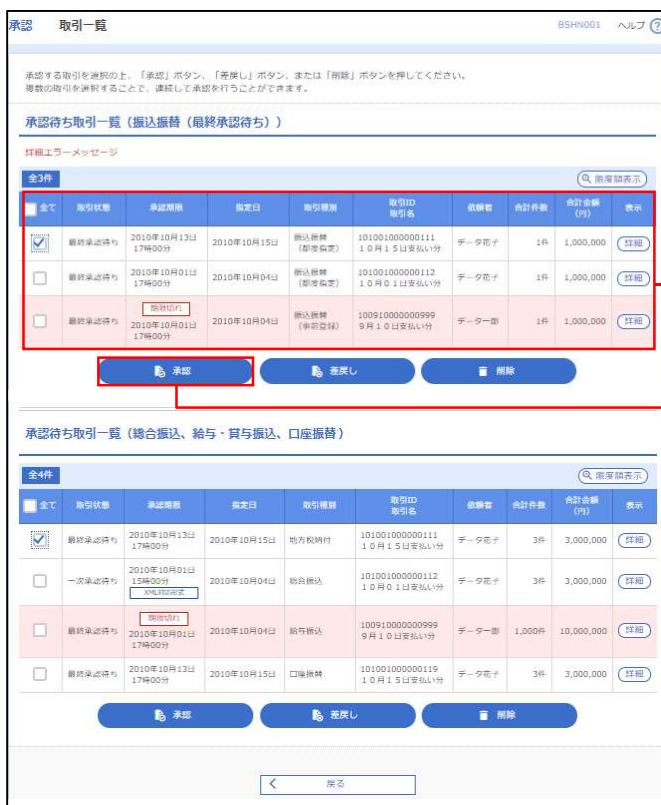 承認 取引一覧 BSHN001 ヘルプ ?
承認する取引を選択の上、「承認」ボタン、「差戻し」ボタン、または「削除」ボタンを押してください。
複数の取引を選択することで、連続して承認を行うことができます。
承認待ち取引一覧（振込振替（最終承認待ち））
詳細エラーメッセージ
全3件 限度額表示
全て 取引状態 承認期限 指定日 取引種別 取引ID 依頼者 合計件数 合計金額 表示
取引名 (円)
最終承認待ち 2010年10月13日 2010年10月15日 振込振替 101001000000111 データ花子 1件 1,000,000 詳細
17時00分 （都度指定） １０月１５日支払い分
最終承認待ち 2010年10月01日 2010年10月04日 振込振替 101001000000112 データ花子 1件 1,000,000 詳細
17時00分 （都度指定） １０月０１日支払い分
期限切れ
最終承認待ち 2010年10月01日 2010年10月04日 振込振替 100910000000999 データ一郎 1件 1,000,000 詳細
17時00分 （事前登録） ９月１０日支払い分
承認 差戻し 削除
承認待ち取引一覧（総合振込、給与・賞与振込、口座振替）
全4件 限度額表示
全て 取引状態 承認期限 指定日 取引種別 取引ID 依頼者 合計件数 合計金額 表示
取引名 (円)
最終承認待ち 2010年10月13日 2010年10月15日 地方税納付 101001000000111 データ花子 3件 3,000,000 詳細
17時00分 １０月１５日支払い分
一次承認待ち 2010年10月01日 2010年10月04日 総合振込 101001000000112 データ花子 3件 3,000,000 詳細
15時00分 １０月０１日支払い分
XML対応形式
期限切れ
最終承認待ち 2010年10月01日 2010年10月04日 給与振込 100910000000999 データ一郎 1,000件 10,000,000 詳細
17時00分 ９月１０日支払い分
最終承認待ち 2010年10月13日 2010年10月15日 口座振替 101001000000119 データ花子 3件 3,000,000 詳細
17時00分 １０月１５日支払い分
承認 差戻し 削除
戻る